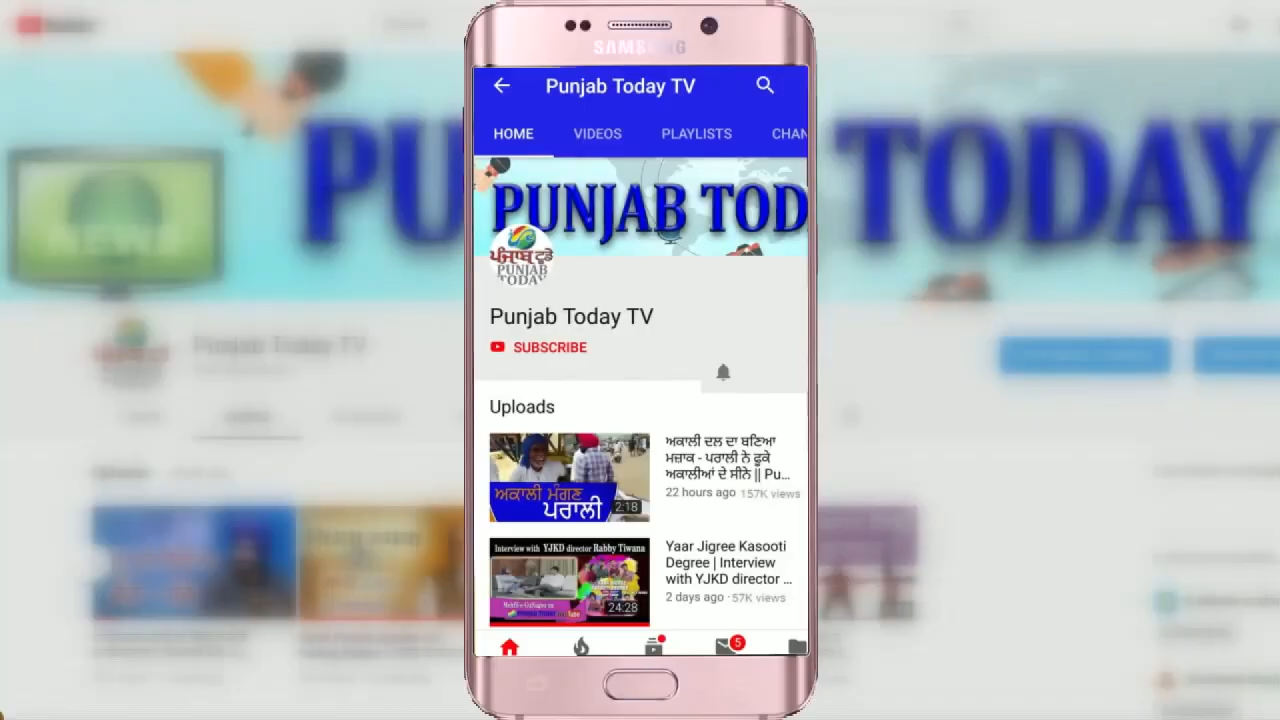 SAMSUNG
Punjab Today TV
HOME VIDEOS PLAYLISTS CHAN
PUNJAB TOD
PU
TODAY
ਪੰਜਾਬ ਟੂਡੇ
PUNJAB
TODAY
Punjab Today TV
SUBSCRIBE
Uploads
ਅਕਾਲੀ ਮੰਗਣ
ਪਰਾਲੀ
2:18
ਅਕਾਲੀ ਦਲ ਦਾ ਬਣਿਆ
ਮਜ਼ਾਕ - ਪਰਾਲੀ ਨੇ ਫੂਕੇ
ਅਕਾਲੀਆਂ ਦੇ ਸੀਨੇ || Pu...
22 hours ago 157K views
Interview with YJKD director Rabby Tiwana
24:28
Yaar Jigree Kasooti
Degree | Interview
with YJKD director ...
2 days ago · 57K views
5